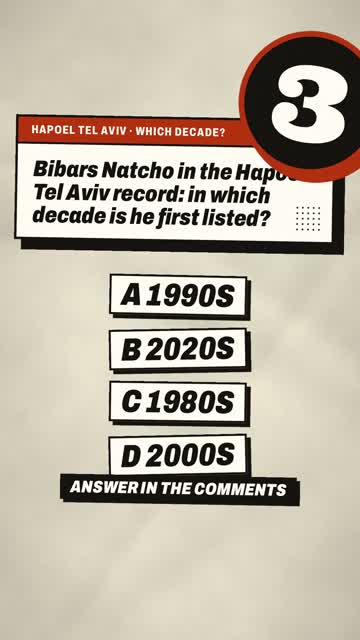 3
HAPOEL TEL AVIV · WHICH DECADE?
Bibars Natcho in the
Tel Aviv record: in which
decade is he first listed?
A 1990S
B 2020S
C 1980S
D 2000S
ANSWER IN THE COMMENTS